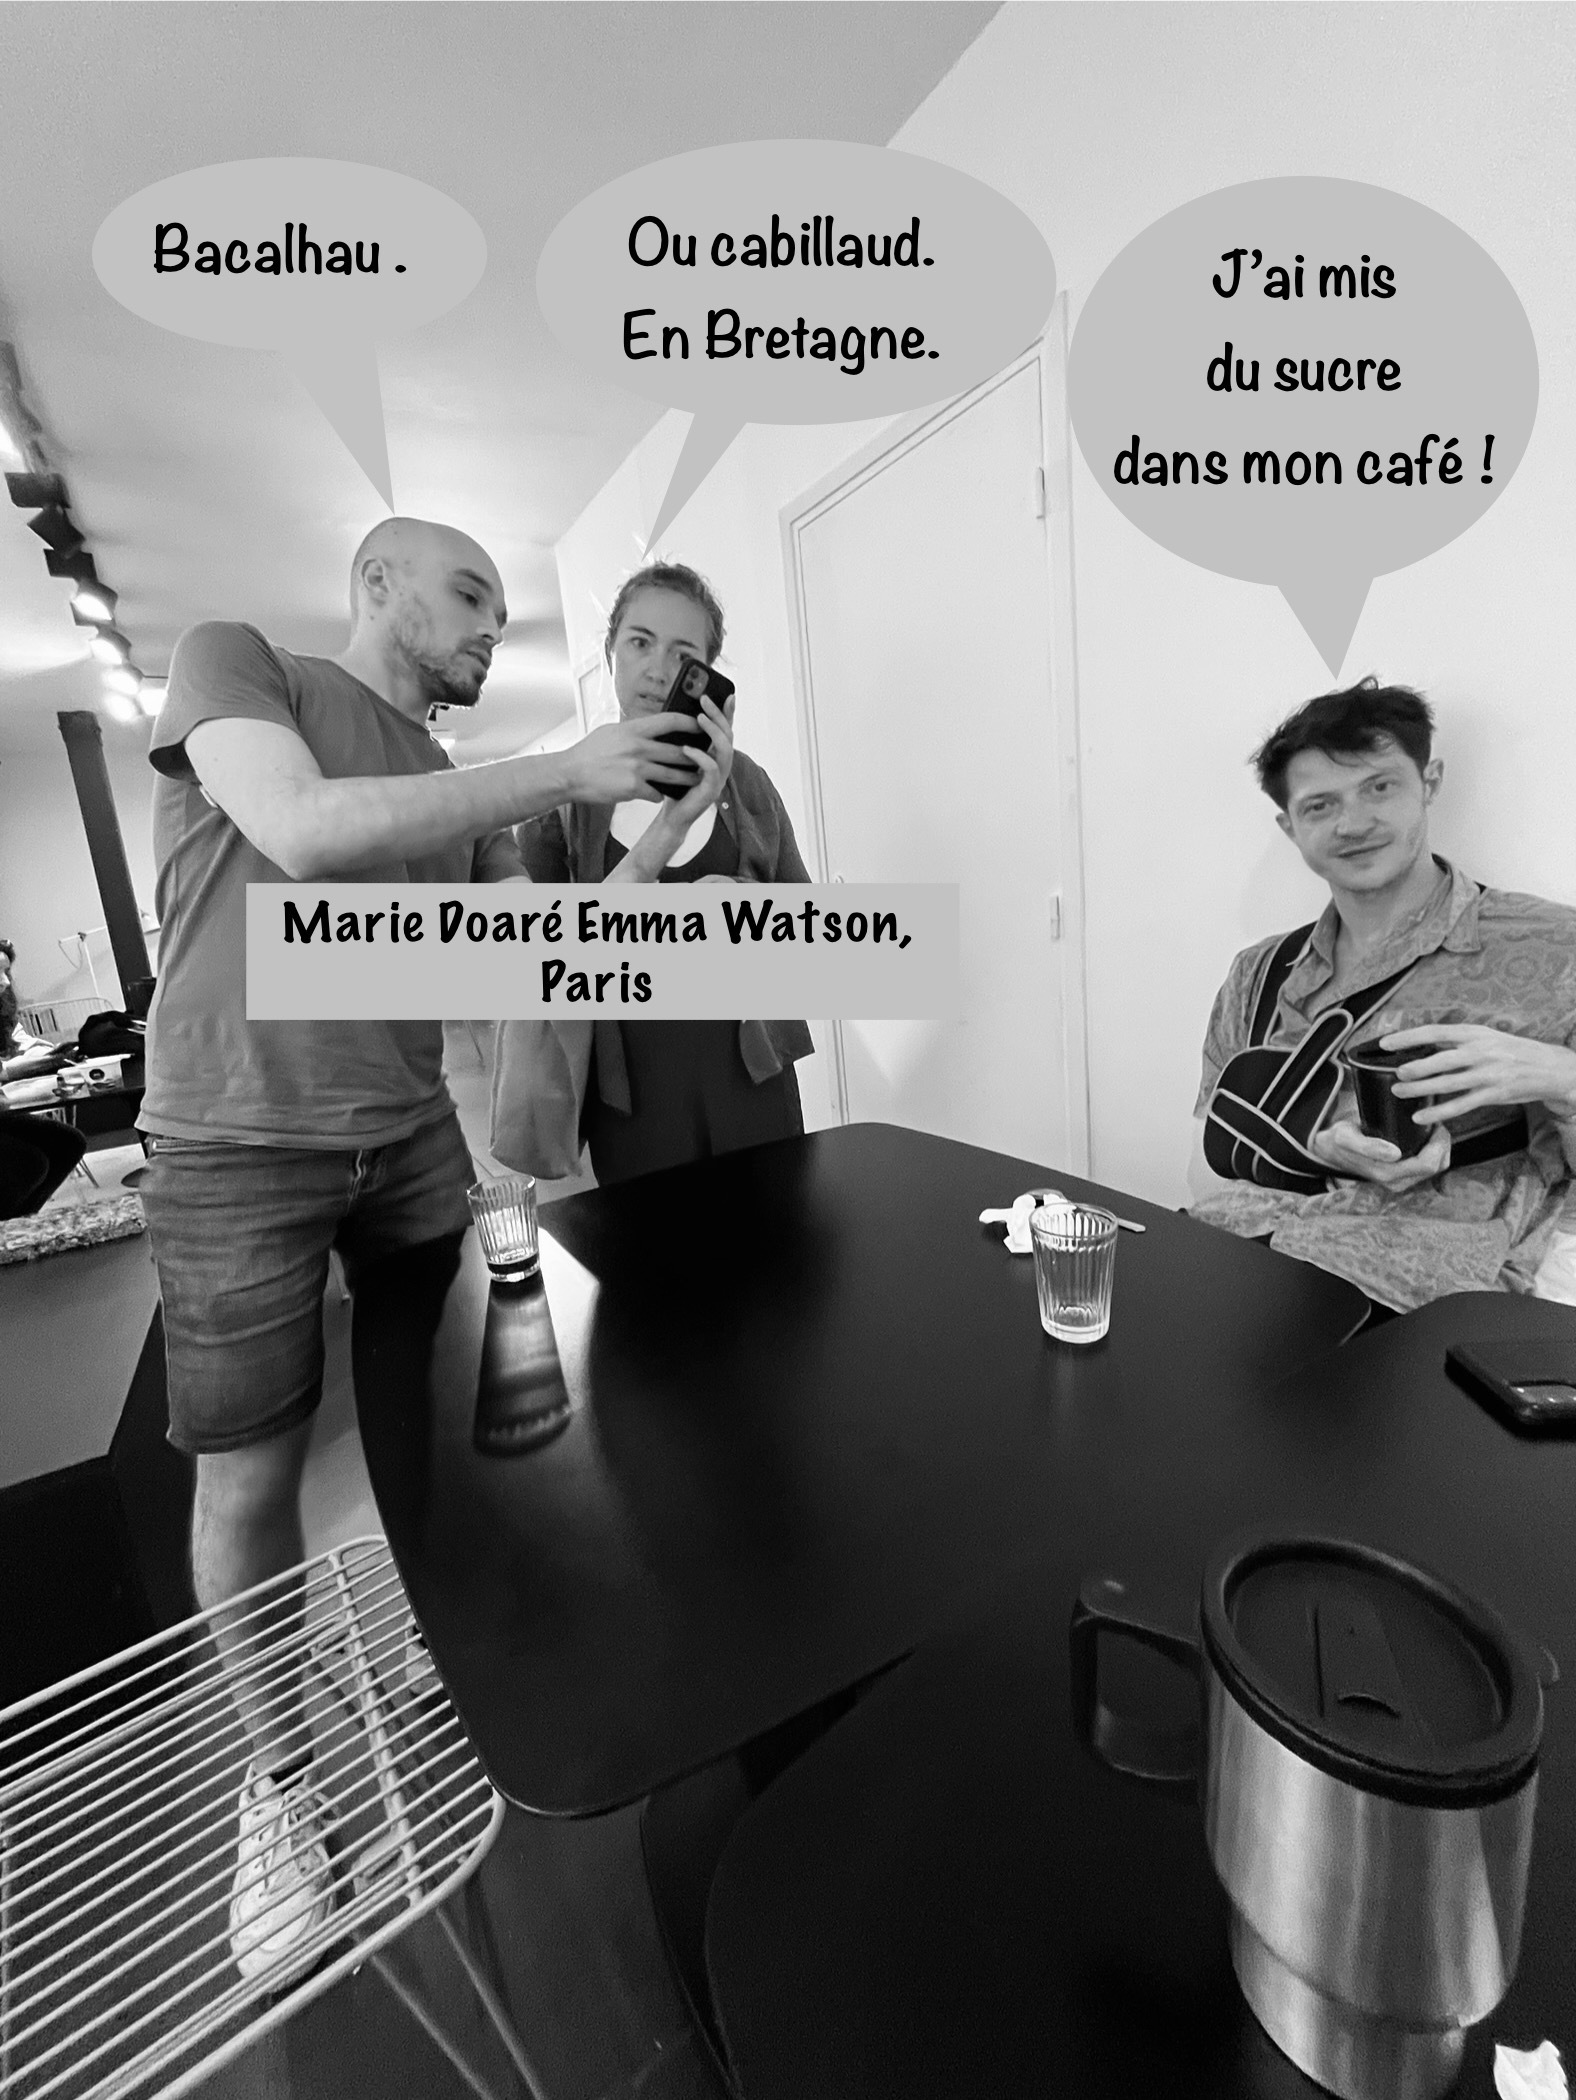 Bacalhau .
Ou cabillaud.
En Bretagne.
J’ai mis
du sucre
dans mon café !
Marie Doaré Emma Watson,
Paris